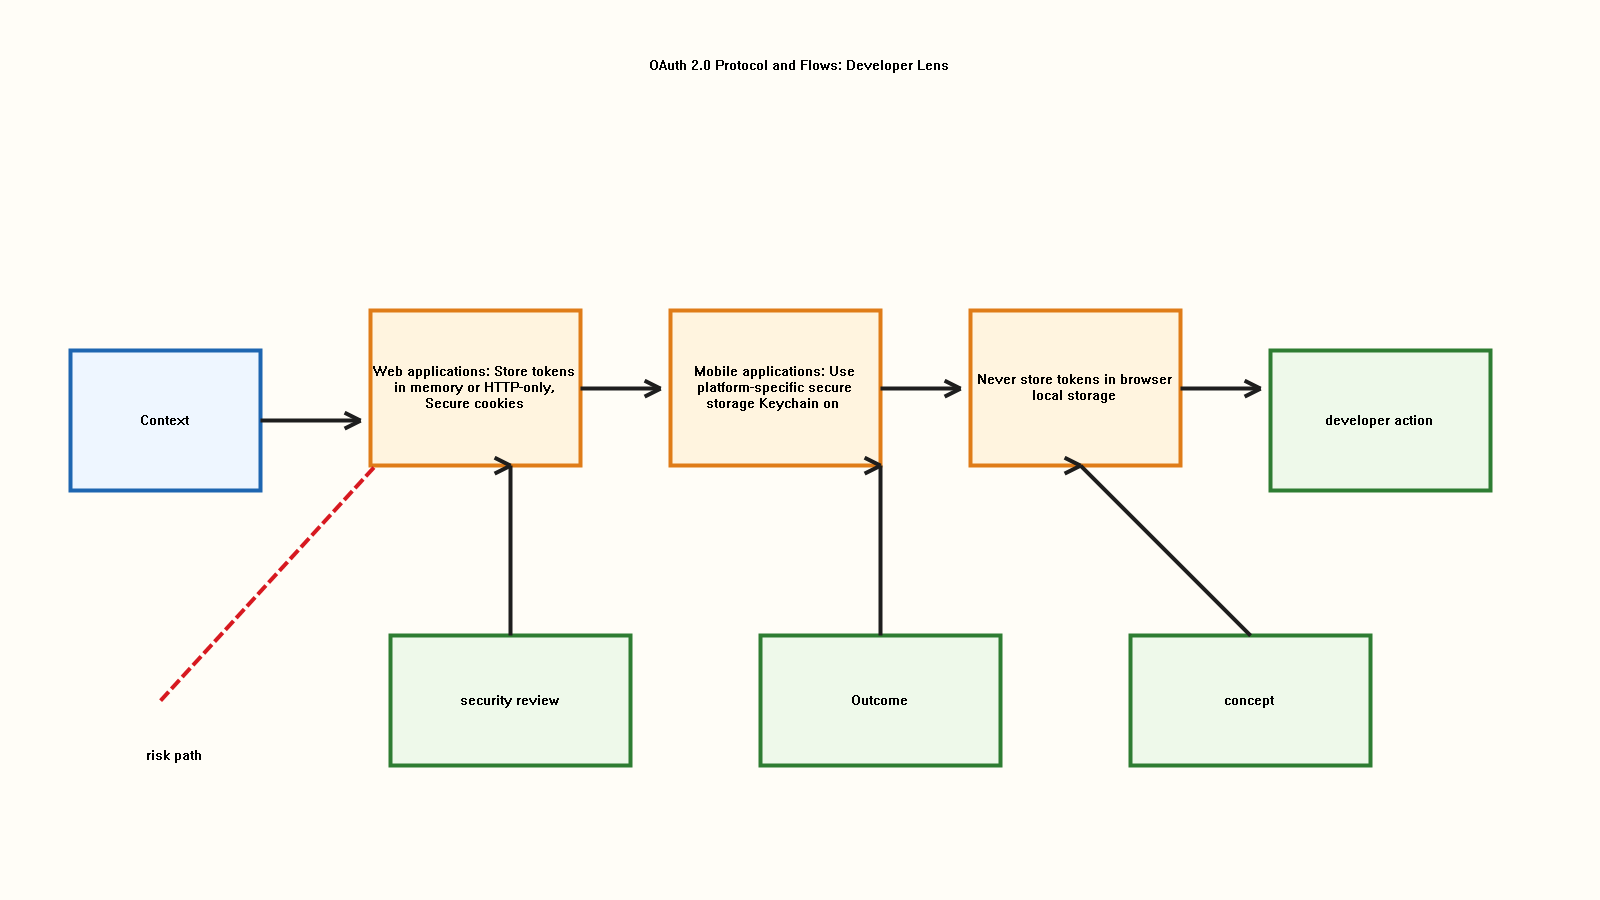 OAuth 2.0 Protocol and Flows: Developer Lens
Context
Web applications: Store tokens
in memory or HTTP-only,
Secure cookies
Mobile applications: Use
platform-specific secure
storage Keychain on
Never store tokens in browser
local storage
developer action
security review
Outcome
concept
risk path